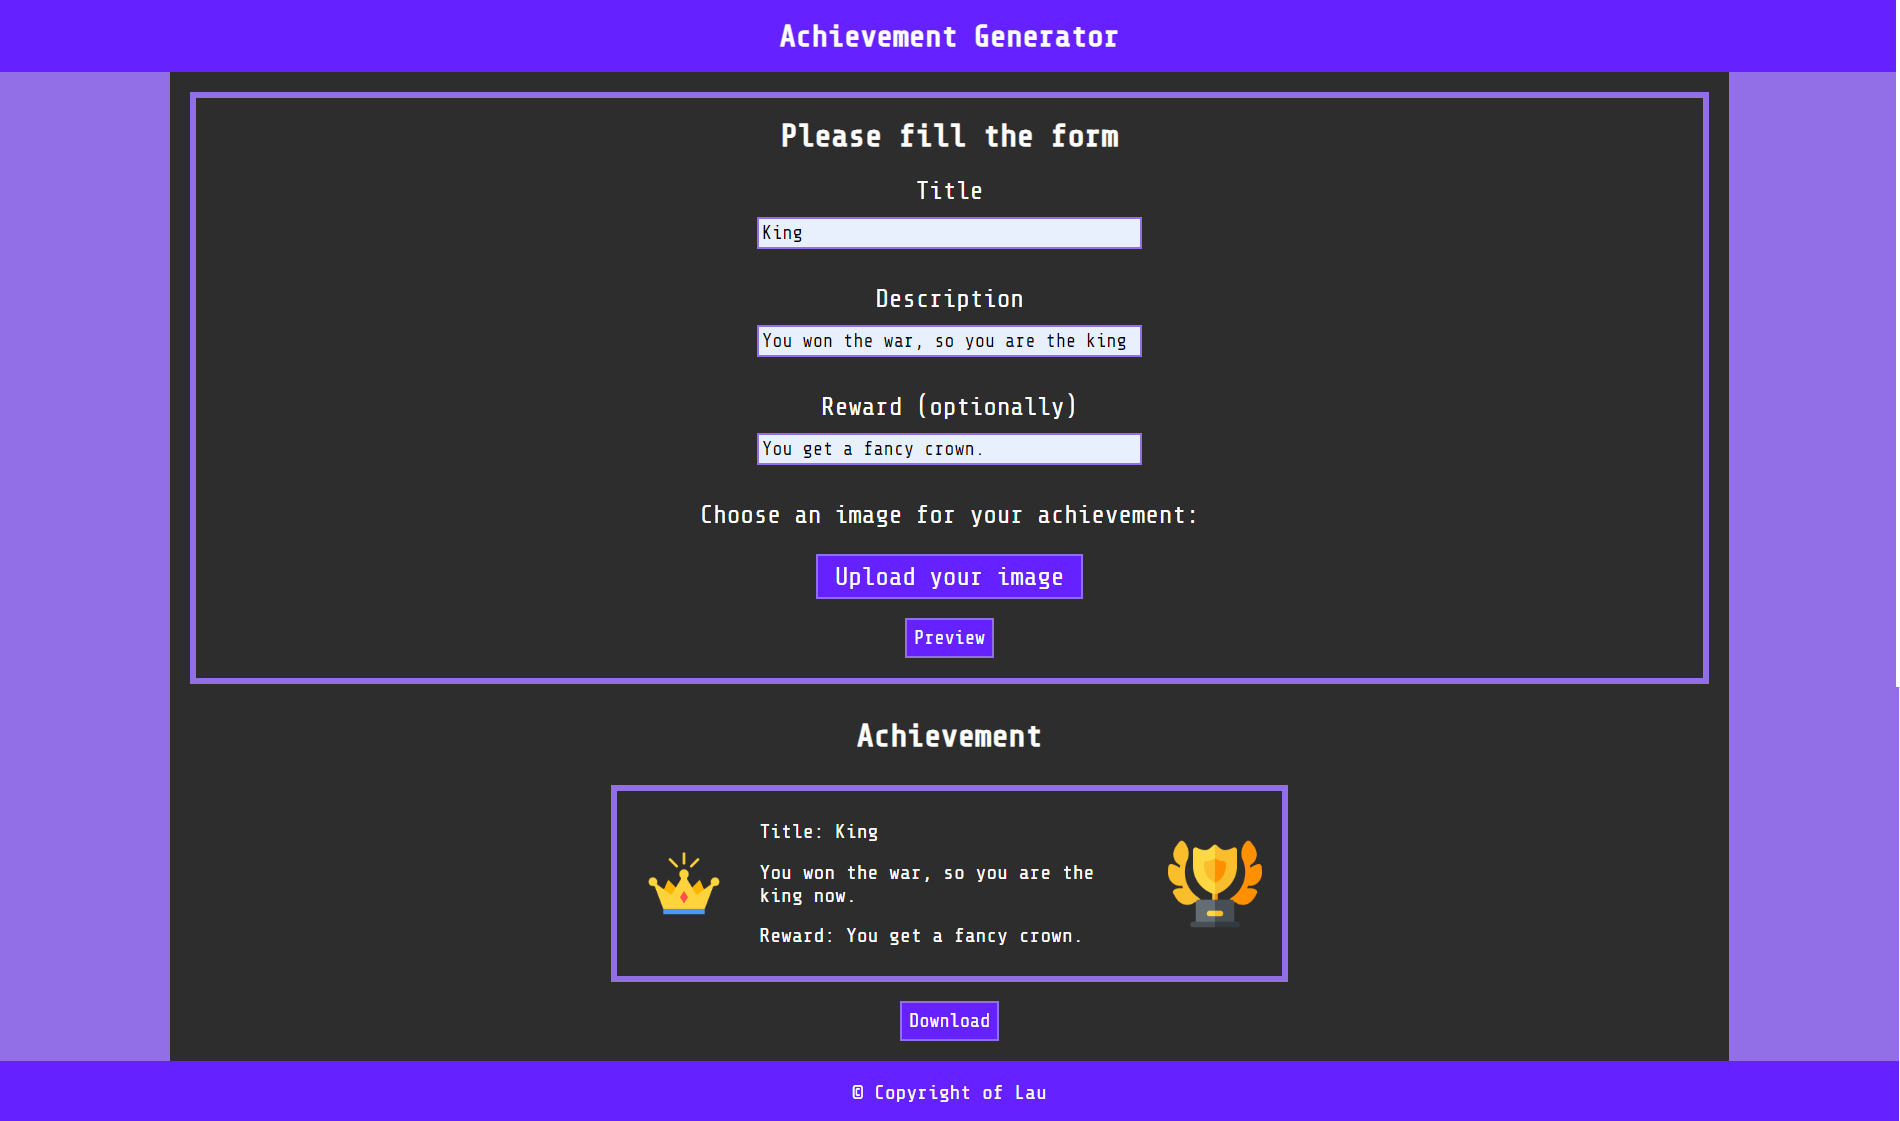 Achievement Generator
Please fill the form
Title
King
Description
You won the war, so you are the king
Reward (optionally)
You get a fancy crown.
Choose an image for your achievement:
Upload your image
Preview
Achievement
Title: King
You won the war, so you are the
king now.
Reward: You get a fancy crown.
Download
© Copyright of Lau